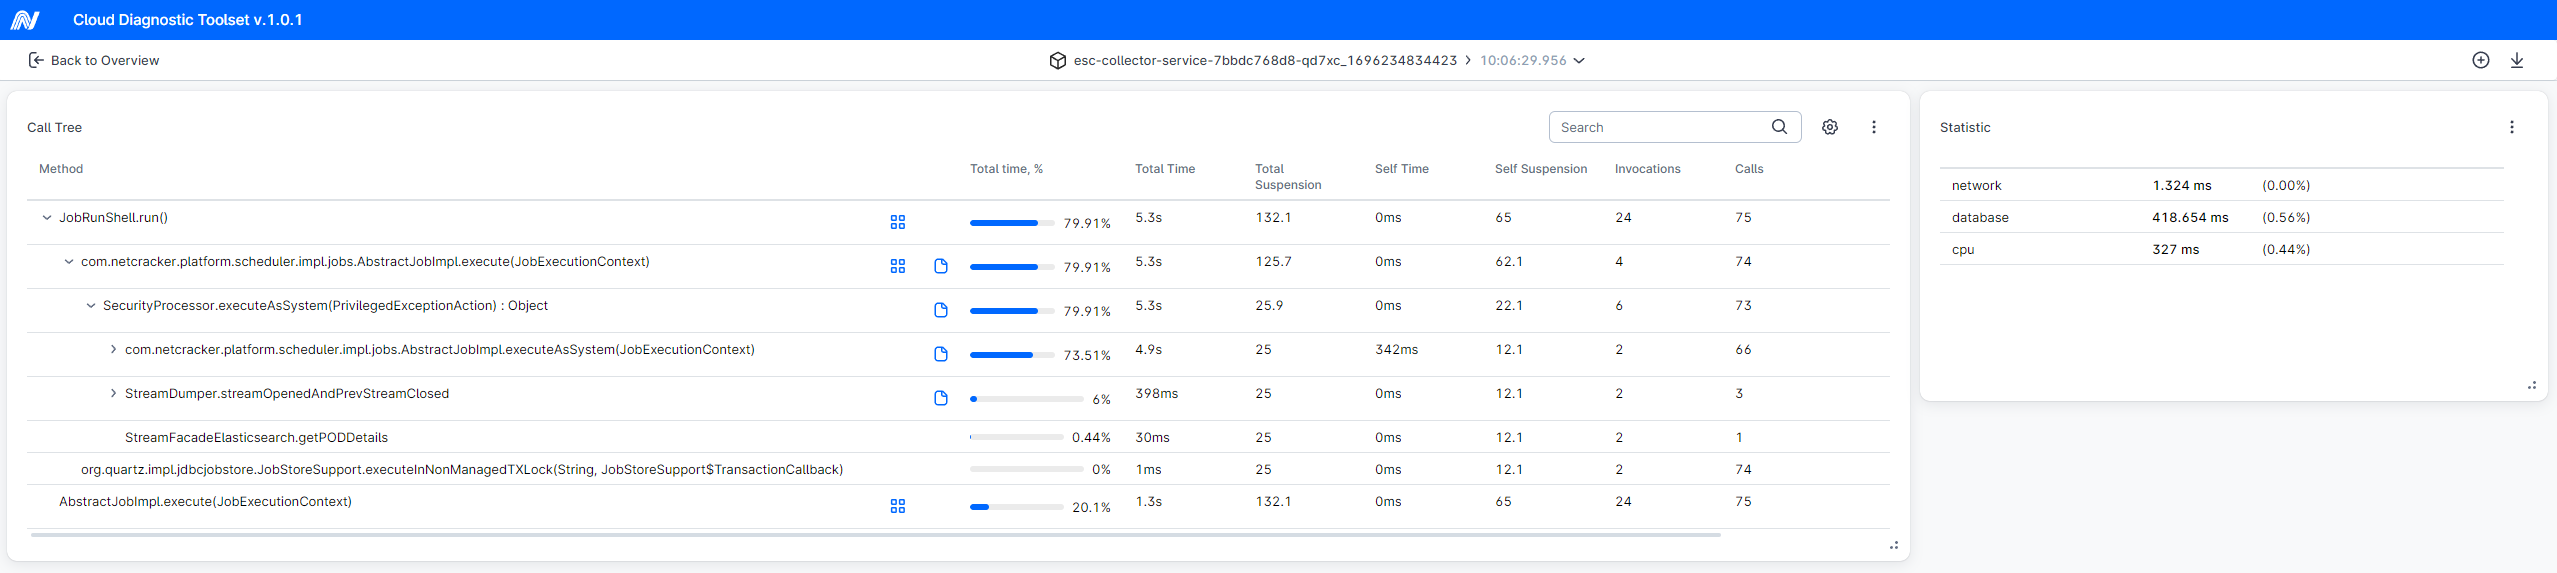 Cloud Diagnostic Toolset v.1.0.1
Back to Overview
esc-collector-service-7bbdc768d8-qd7xc_1696234834423 > 10:06:29.956
Call Tree
Search
Method Total time, % Total Time Total Suspension Self Time Self Suspension Invocations Calls
JobRunShell.run() 79.91% 5.3s 132.1 0ms 65 24 75
com.netcracker.platform.scheduler.impl.jobs.AbstractJobImpl.execute(JobExecutionContext) 79.91% 5.3s 125.7 0ms 62.1 4 74
SecurityProcessor.executeAsSystem(PrivilegedExceptionAction) : Object 79.91% 5.3s 25.9 0ms 22.1 6 73
com.netcracker.platform.scheduler.impl.jobs.AbstractJobImpl.executeAsSystem(JobExecutionContext) 73.51% 4.9s 25 342ms 12.1 2 66
StreamDumper.streamOpenedAndPrevStreamClosed 6% 398ms 25 0ms 12.1 2 3
StreamFacadeElasticsearch.getPODDetails 0.44% 30ms 25 0ms 12.1 2 1
org.quartz.impl.jdbcjobstore.JobStoreSupport.executeInNonManagedTXLock(String, JobStoreSupport$TransactionCallback) 0% 1ms 25 0ms 12.1 2 74
AbstractJobImpl.execute(JobExecutionContext) 20.1% 1.3s 132.1 0ms 65 24 75
Statistic
network 1.324 ms (0.00%)
database 418.654 ms (0.56%)
cpu 327 ms (0.44%)